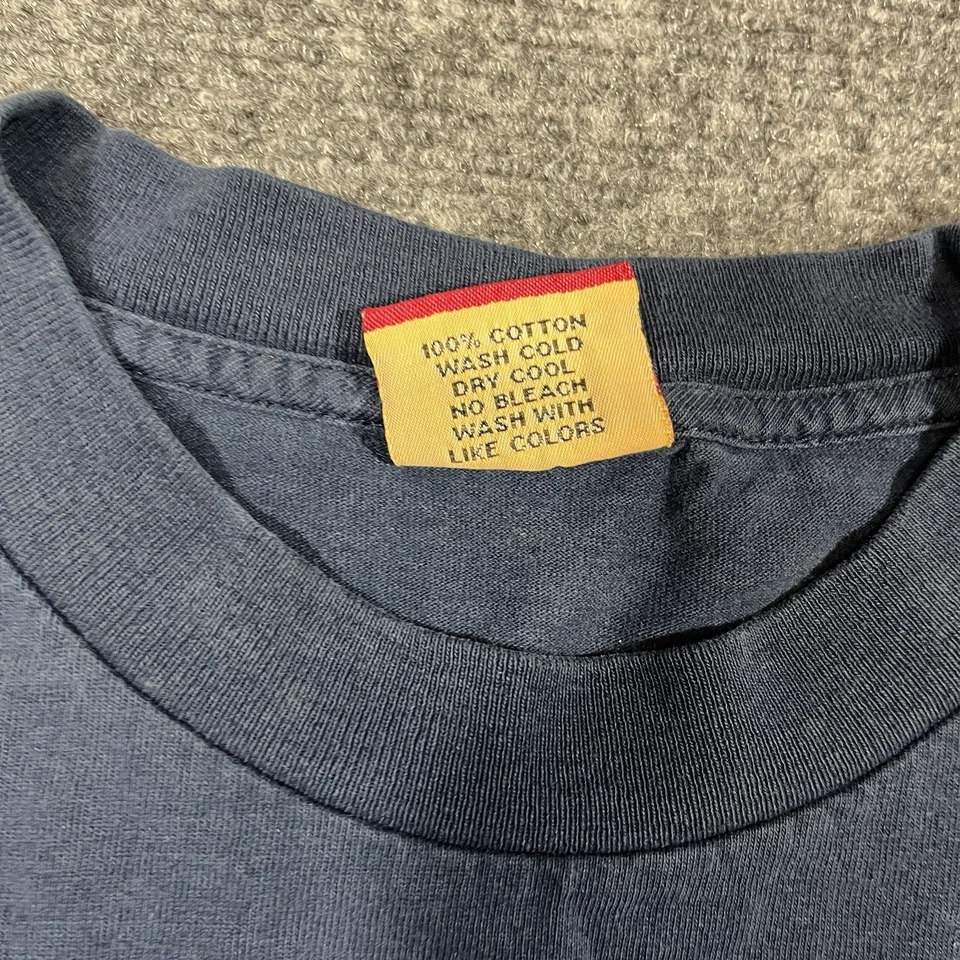 100% COTTON
WASH COLD
DRY COOL
NO BLEACH
WASH WITH
LIKE COLORS